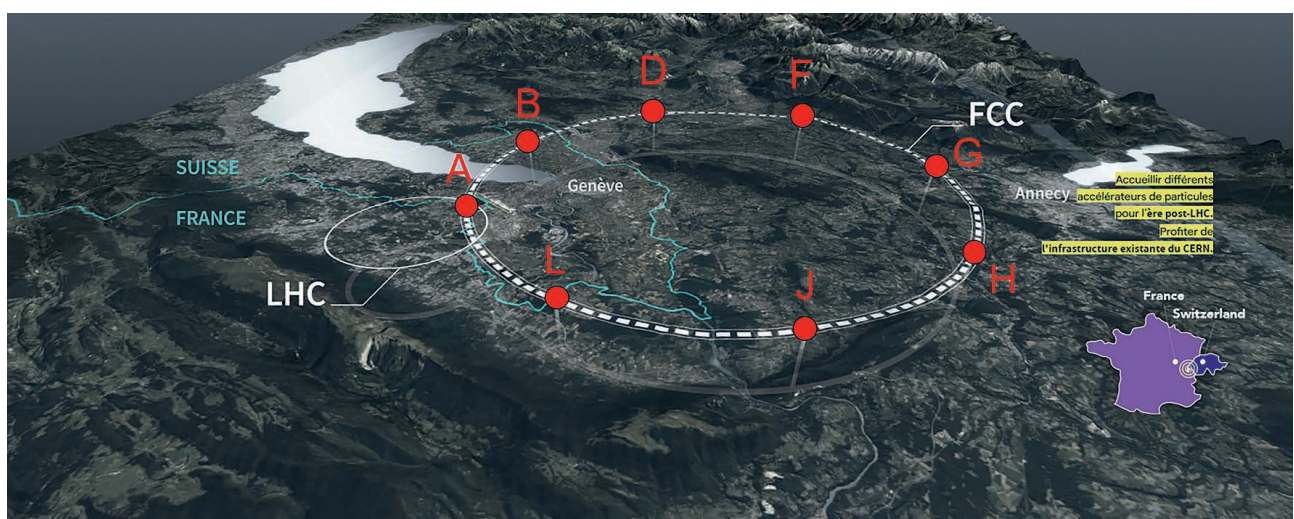 D
F
B
FCC
A
G
SUISSE
Genève
Annecy
Accueillir différents
accélérateurs de particules
pour l'ère post-LHC.
Profiter de
l'infrastructure existante du CERN.
FRANCE
L
J
H
LHC
France
Switzerland